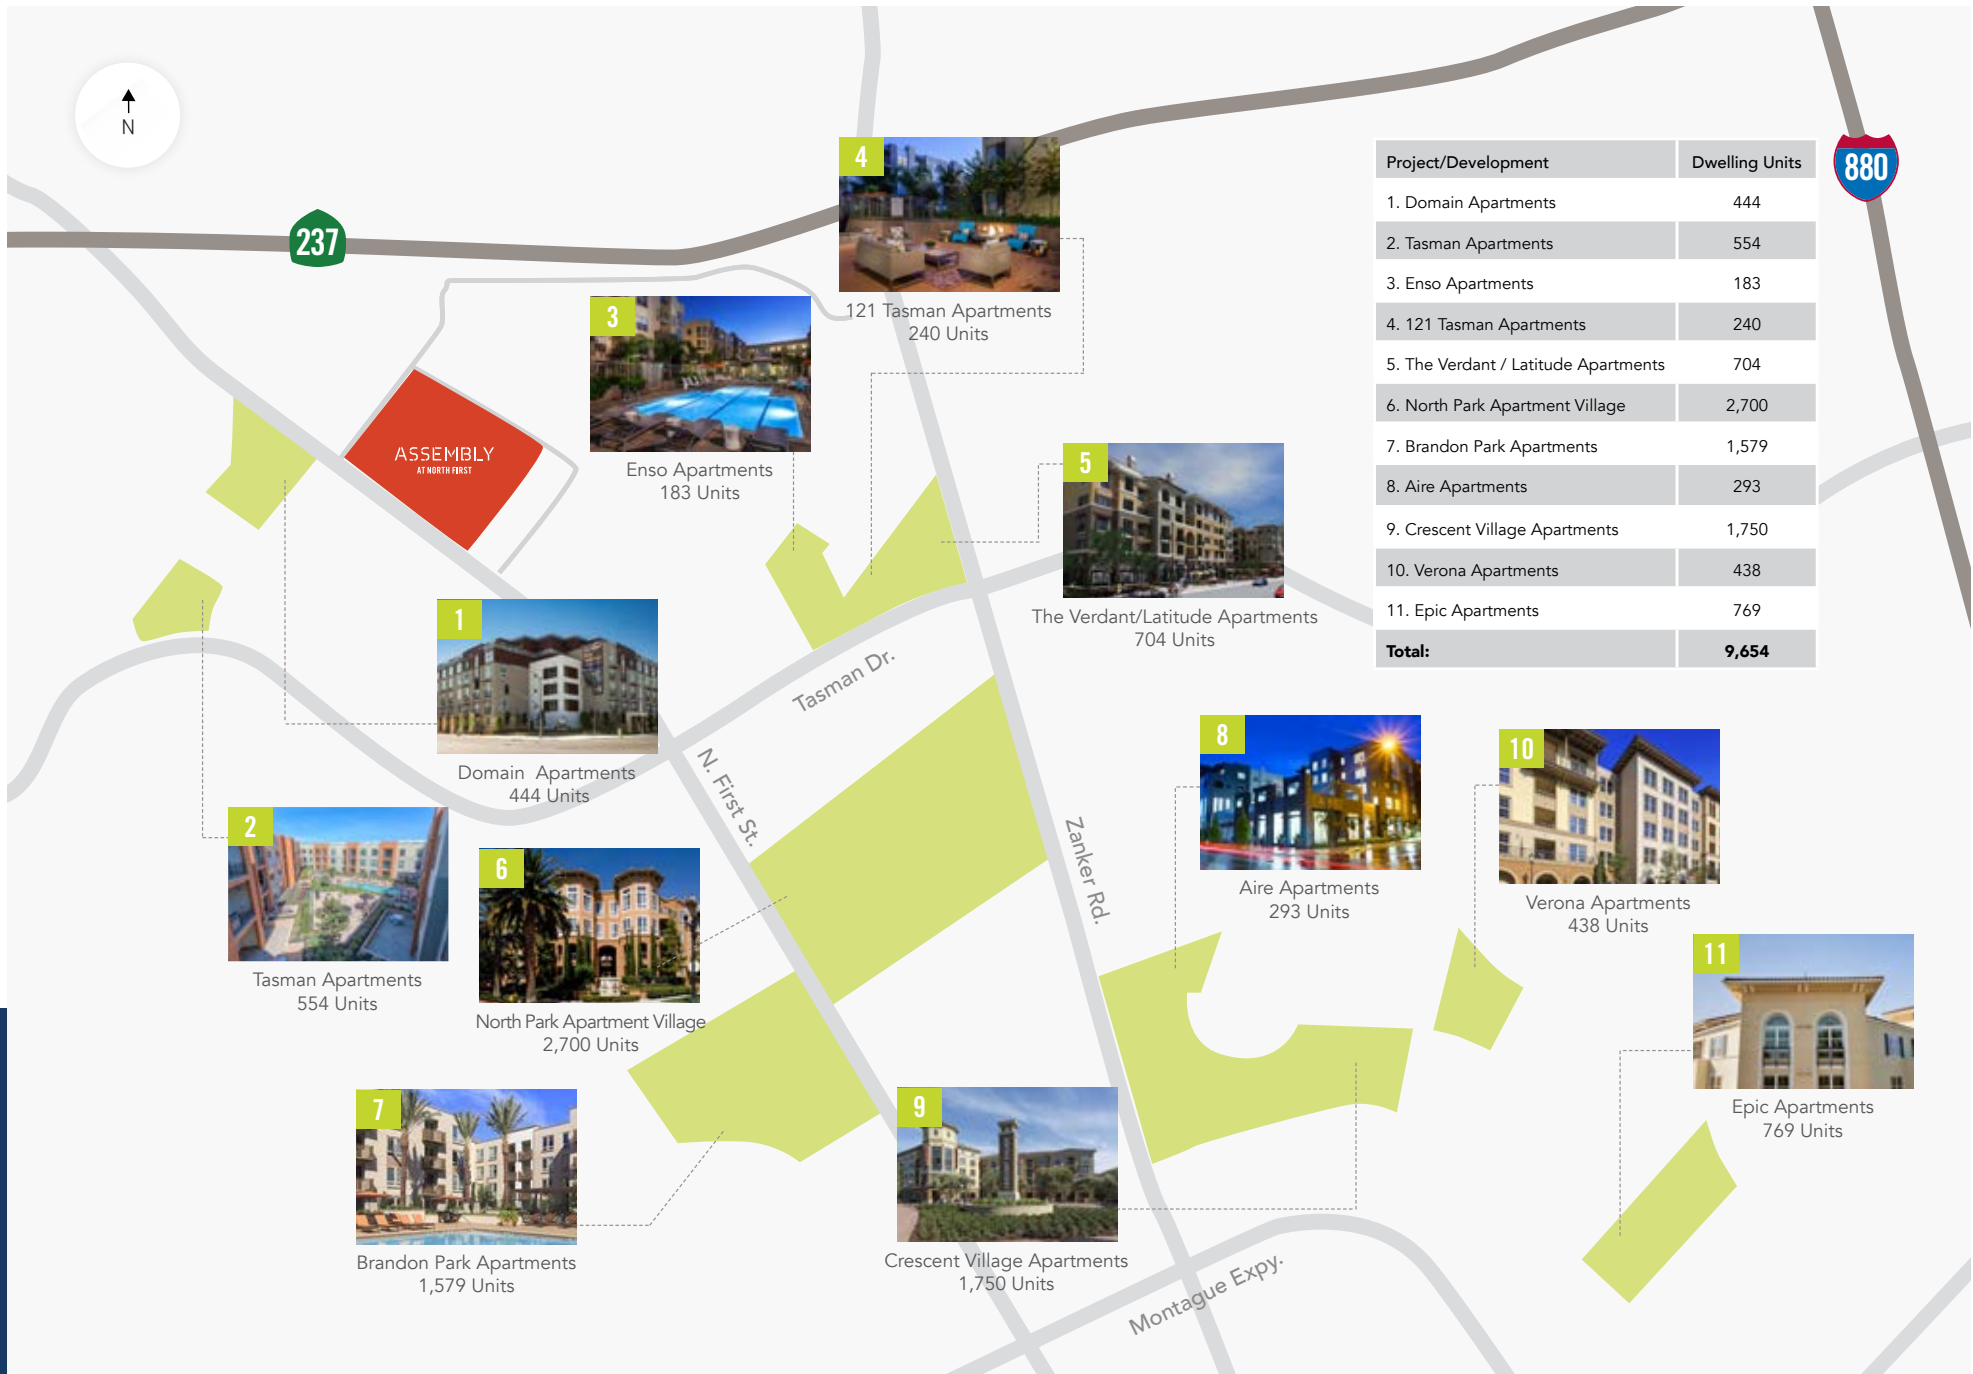 N
237
880
Project/Development Dwelling Units
1. Domain Apartments 444
2. Tasman Apartments 554
3. Enso Apartments 183
4. 121 Tasman Apartments 240
5. The Verdant / Latitude Apartments 704
6. North Park Apartment Village 2,700
7. Brandon Park Apartments 1,579
8. Aire Apartments 293
9. Crescent Village Apartments 1,750
10. Verona Apartments 438
11. Epic Apartments 769
Total: 9,654
4
121 Tasman Apartments
240 Units
3
Enso Apartments
183 Units
ASSEMBLY
AT NORTH FIRST
5
The Verdant/Latitude Apartments
704 Units
1
Domain Apartments
444 Units
Tasman Dr.
N. First St.
Zanker Rd.
2
Tasman Apartments
554 Units
6
North Park Apartment Village
2,700 Units
8
Aire Apartments
293 Units
10
Verona Apartments
438 Units
11
Epic Apartments
769 Units
7
Brandon Park Apartments
1,579 Units
9
Crescent Village Apartments
1,750 Units
Montague Expy.